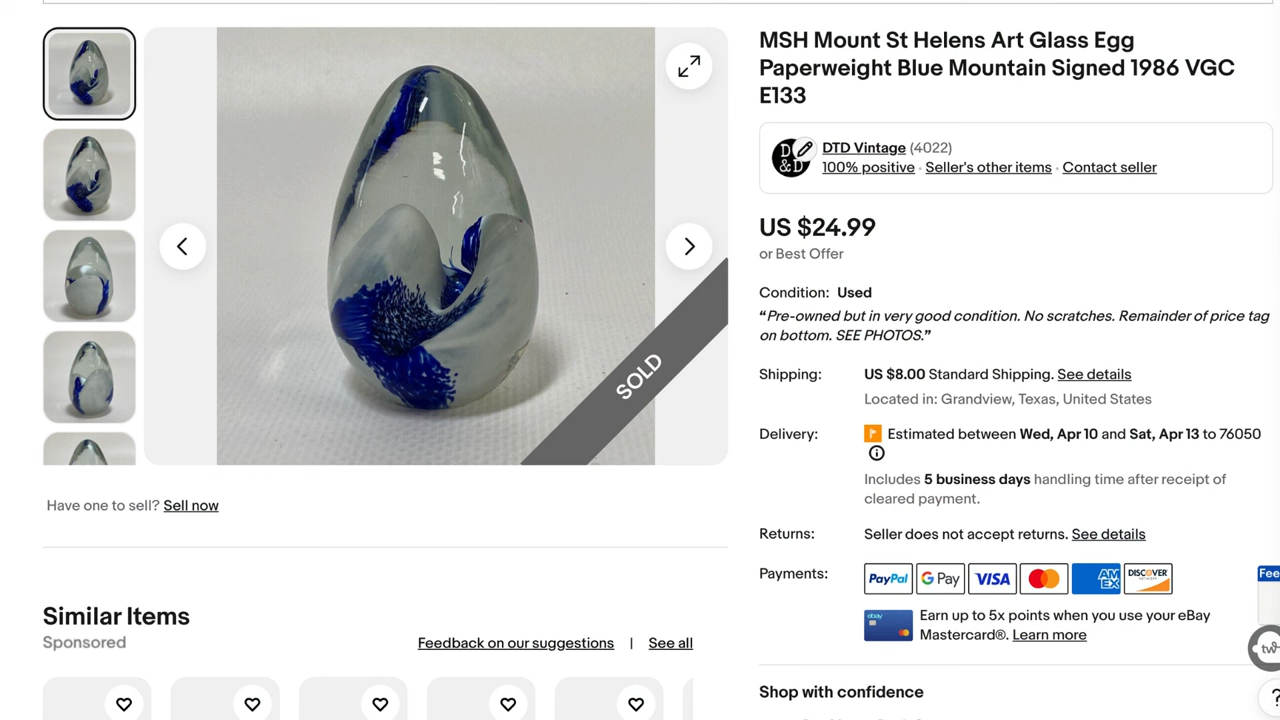 MSH Mount St Helens Art Glass Egg
Paperweight Blue Mountain Signed 1986 VGC
E133
D
&D
DTD Vintage (4022)
100% positive · Seller's other items · Contact seller
US $24.99
or Best Offer
Condition: Used
“Pre-owned but in very good condition. No scratches. Remainder of price tag
on bottom. SEE PHOTOS.”
SOLD
Shipping: US $8.00 Standard Shipping. See details
Located in: Grandview, Texas, United States
Delivery: Estimated between Wed, Apr 10 and Sat, Apr 13 to 76050
Includes 5 business days handling time after receipt of
cleared payment.
Returns: Seller does not accept returns. See details
Payments: PayPal G Pay VISA AM EX DISCOVER
ebay
Earn up to 5x points when you use your eBay
Mastercard®. Learn more
Shop with confidence
Have one to sell? Sell now
Similar Items
Sponsored
Feedback on our suggestions | See all
Fee
tw
?